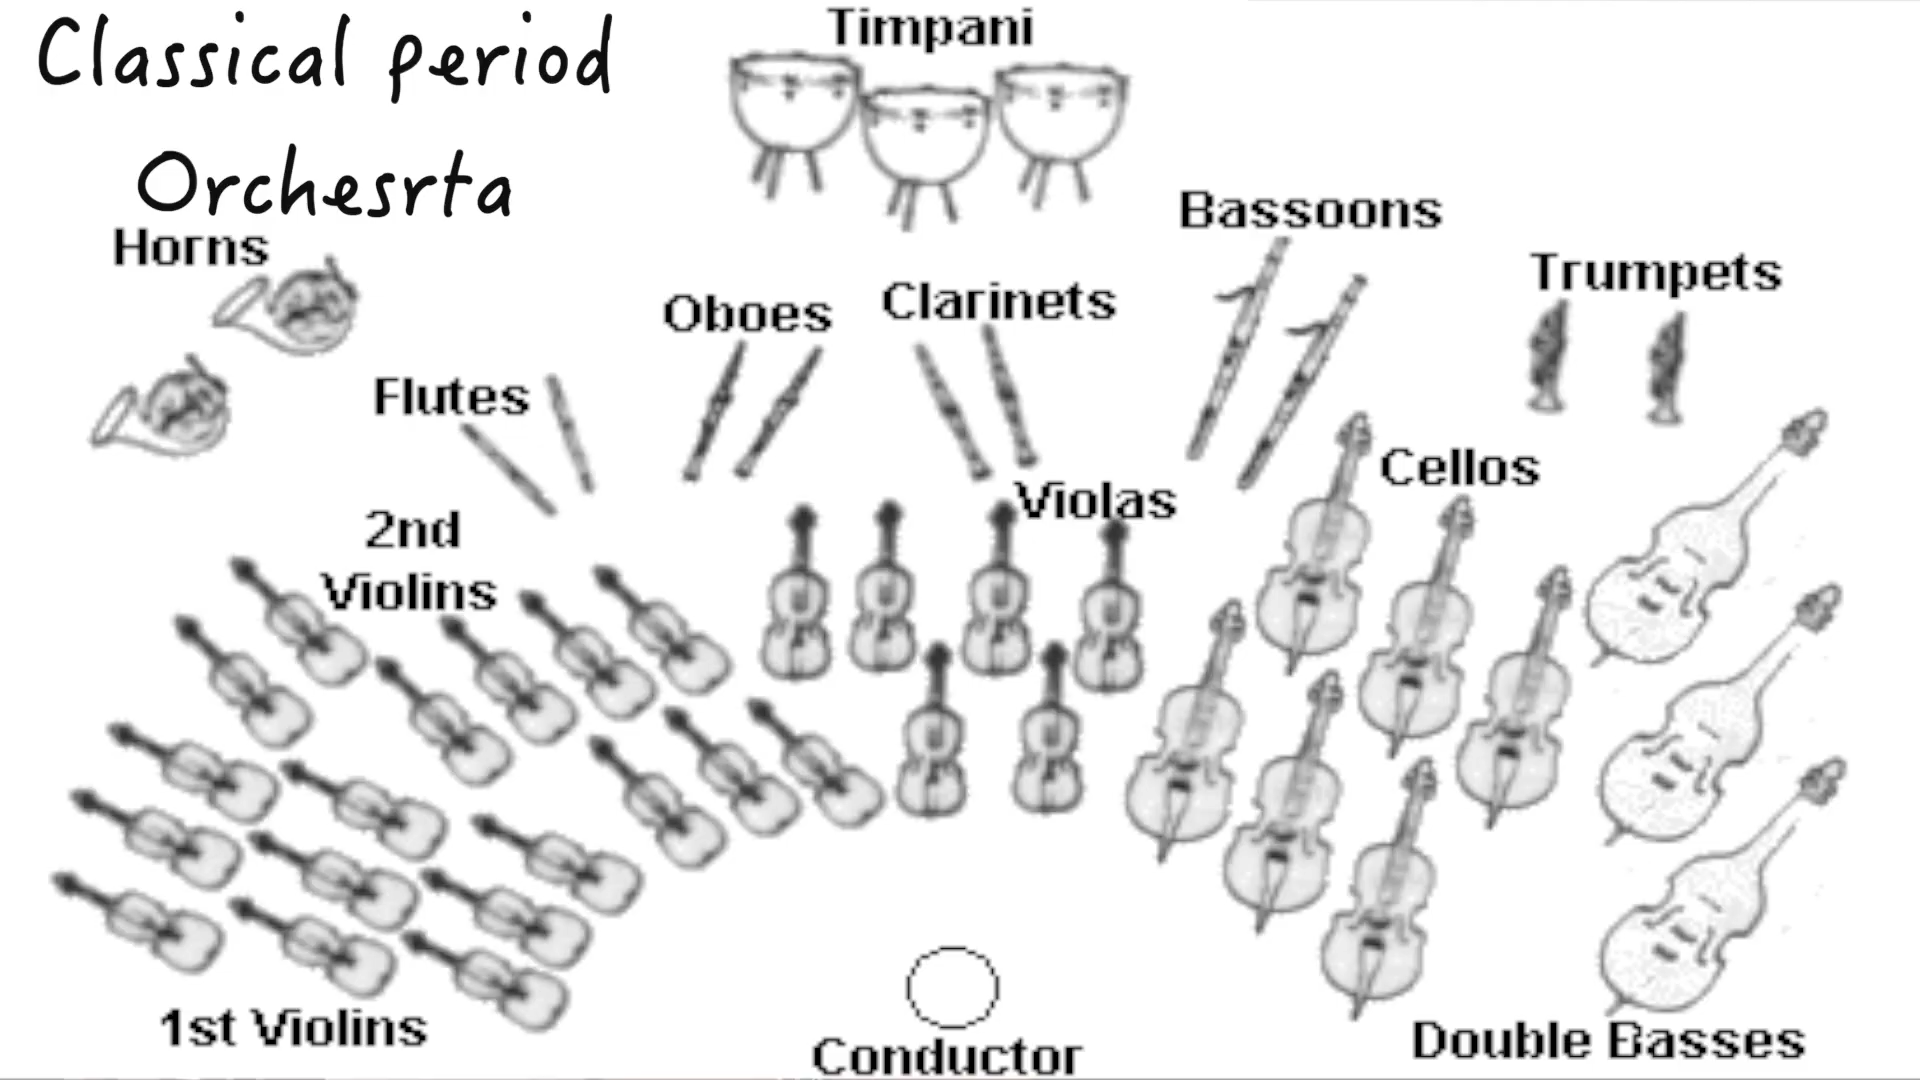 Classical period
Orchesrta
Timpani
Horns
Bassoons
Trumpets
Oboes
Clarinets
Flutes
Cellos
Violas
2nd
Violins
1st Violins
Conductor
Double Basses